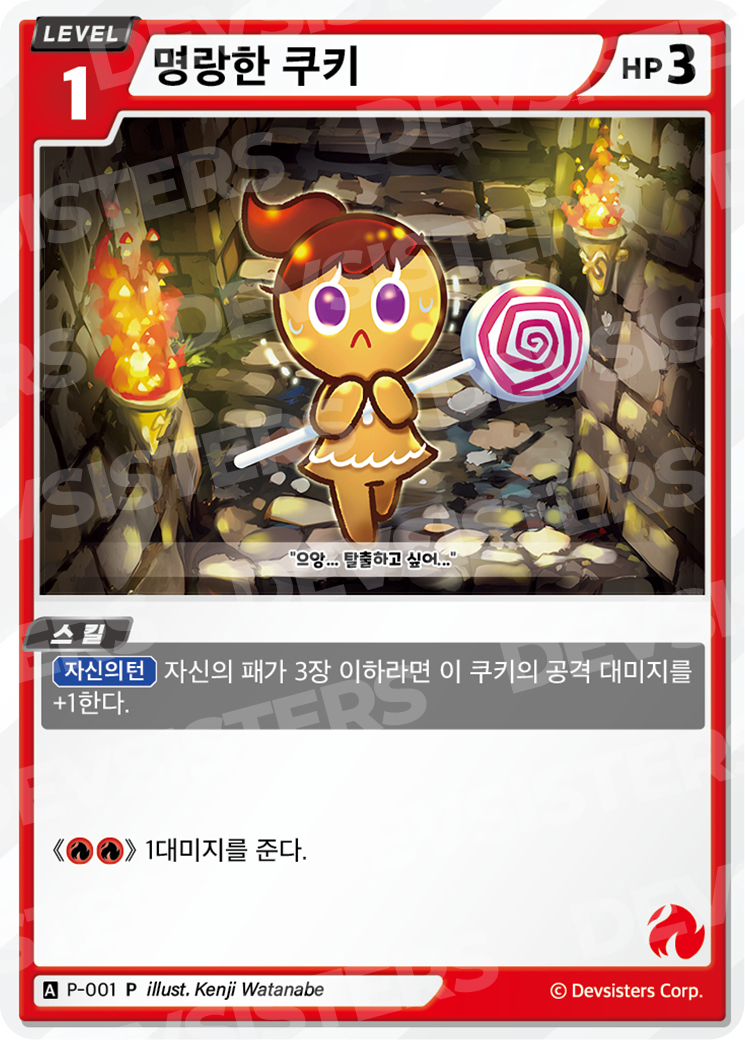 LEVEL
1
명랑한 쿠키
HP 3
"으앙... 탈출하고 싶어..."
스킬
자신의턴 자신의 패가 3장 이하라면 이 쿠키의 공격 대미지를
+1한다.
《》 1대미지를 준다.
A P-001 P illust. Kenji Watanabe
© Devsisters Corp.
DEVSISTERS